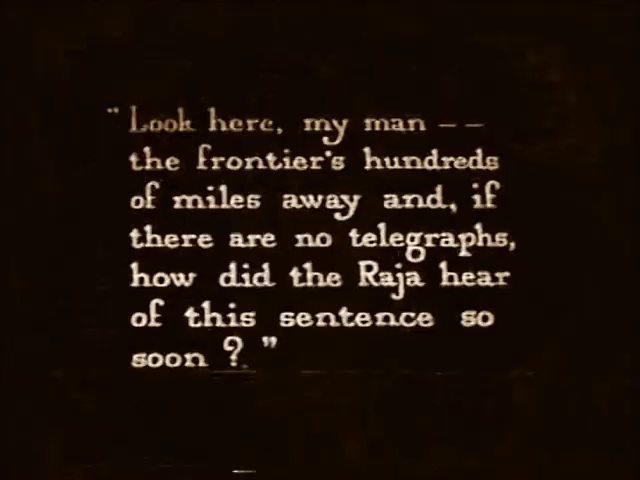 "Look here, my man --
the frontier's hundreds
of miles away and, if
there are no telegraphs,
how did the Raja hear
of this sentence so
soon ?"